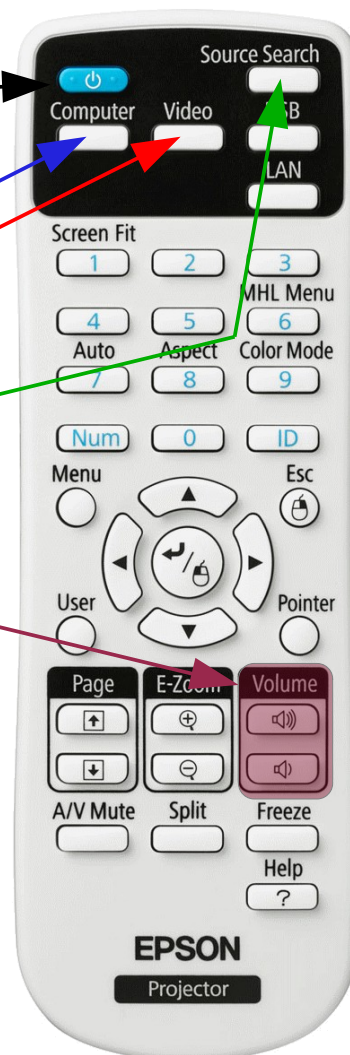 Source Search
Computer Video USB
LAN
Screen Fit
1 2 3
MHL Menu
4 5 6
Auto Aspect Color Mode
7 8 9
Num 0 ID
Menu Esc
User Pointer
Page E-Zoom Volume
A/V Mute Split Freeze
Help
?
EPSON
Projector